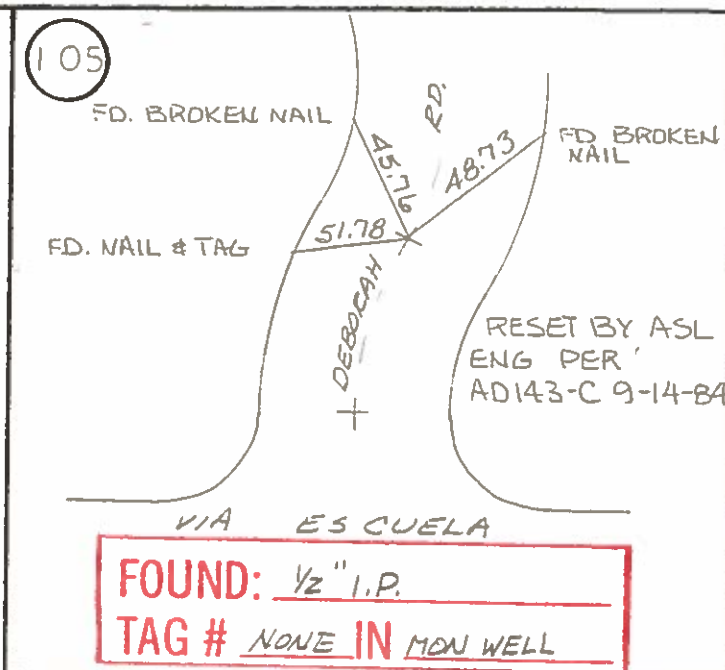 105
RD.
FD. BROKEN NAIL
45.76
48.73
FD BROKEN
NAIL
FD. NAIL & TAG
51.78
DEBORAH
RESET BY ASL
ENG PER
AD143-C 9-14-84
VIA ESCUELA
FOUND: 1/2" I.P.
TAG # NONE IN MON WELL